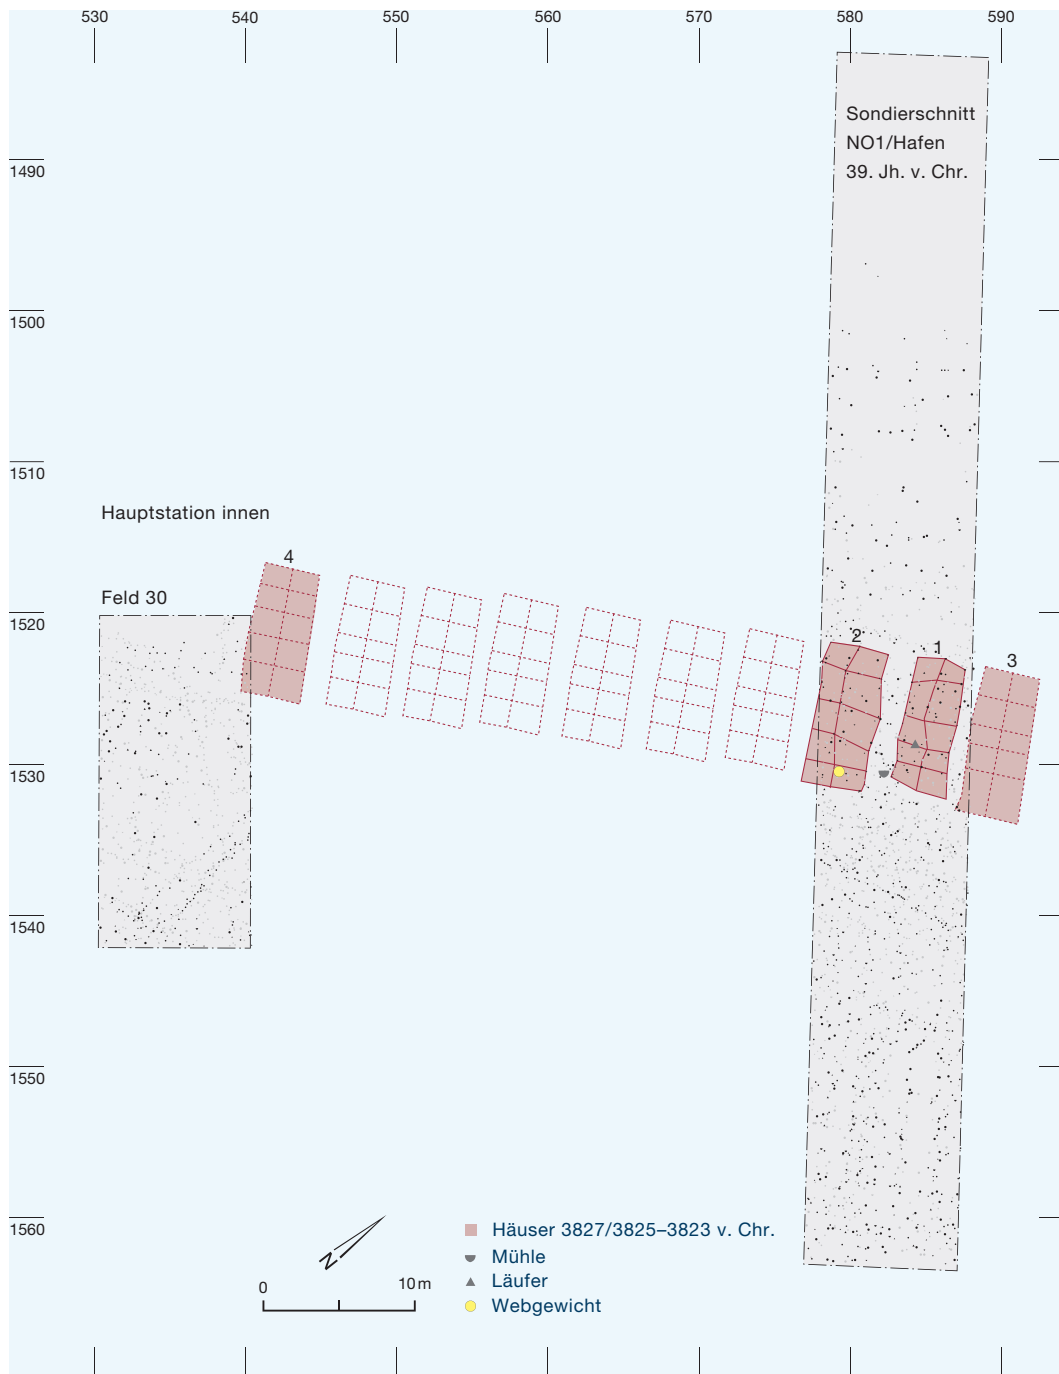 530 540 550 560 570 580 590
Sondierschnitt
NO1/Hafen
39. Jh. v. Chr.
1490
1500
1510
Hauptstation innen
4
Feld 30
1520
2 1 3
1530
1540
1550
1560
N
0 10 m
Häuser 3827/3825–3823 v. Chr.
Mühle
Läufer
Webgewicht